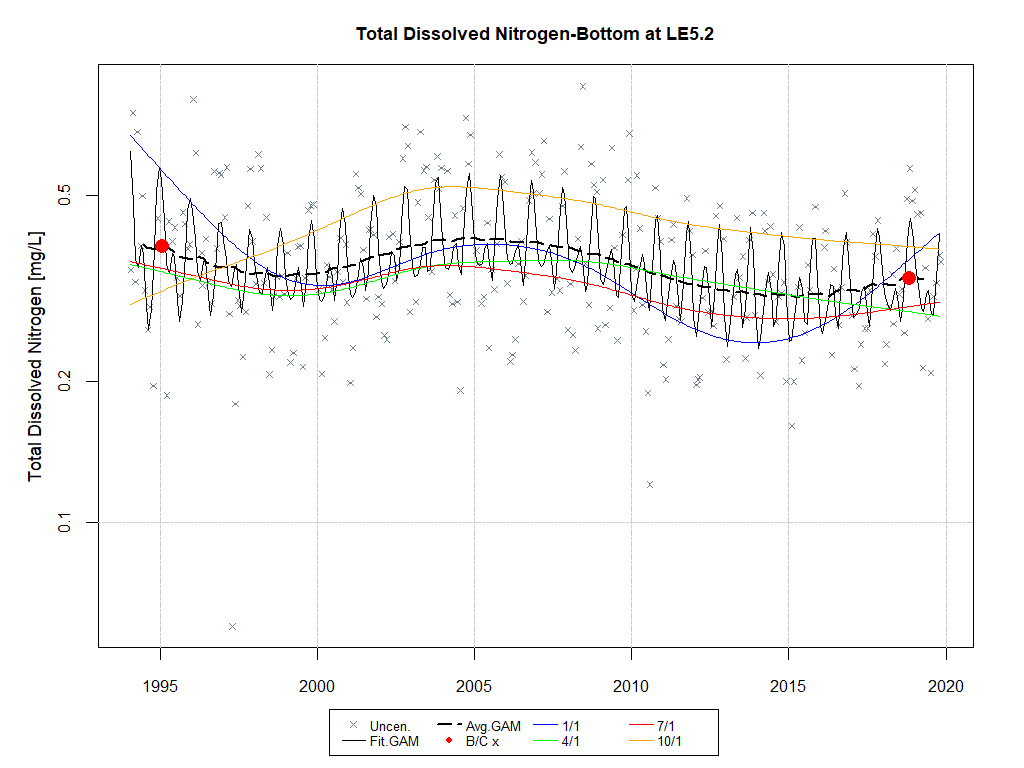 Total Dissolved Nitrogen-Bottom at LE5.2
Total Dissolved Nitrogen [mg/L]
0.5
0.2
0.1
1995 2000 2005 2010 2015 2020
Uncen. Avg.GAM 1/1 7/1
Fit.GAM B/C x 4/1 10/1